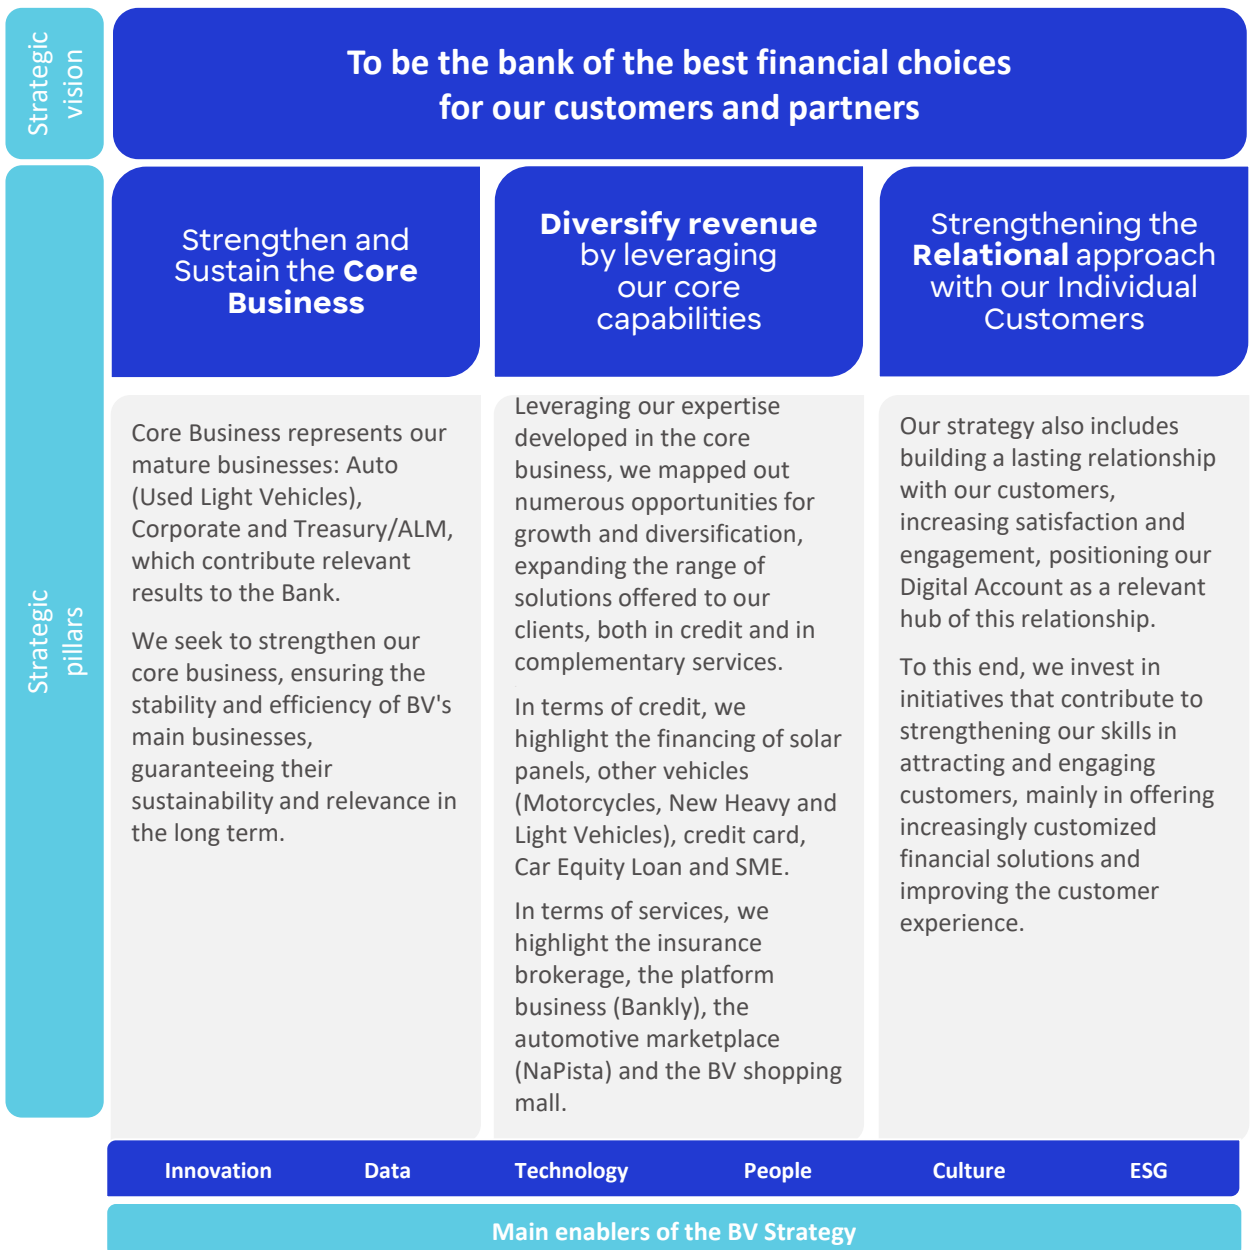 Strategic
vision
To be the bank of the best financial choices
for our customers and partners
Strategic
pillars
Strengthen and
Sustain the Core
Business
Core Business represents our
mature businesses: Auto
(Used Light Vehicles),
Corporate and Treasury/ALM,
which contribute relevant
results to the Bank.
We seek to strengthen our
core business, ensuring the
stability and efficiency of BV's
main businesses,
guaranteeing their
sustainability and relevance in
the long term.
Diversify revenue
by leveraging
our core
capabilities
Leveraging our expertise
developed in the core
business, we mapped out
numerous opportunities for
growth and diversification,
expanding the range of
solutions offered to our
clients, both in credit and in
complementary services.
In terms of credit, we
highlight the financing of solar
panels, other vehicles
(Motorcycles, New Heavy and
Light Vehicles), credit card,
Car Equity Loan and SME.
In terms of services, we
highlight the insurance
brokerage, the platform
business (Bankly), the
automotive marketplace
(NaPista) and the BV shopping
mall.
Strengthening the
Relational approach
with our Individual
Customers
Our strategy also includes
building a lasting relationship
with our customers,
increasing satisfaction and
engagement, positioning our
Digital Account as a relevant
hub of this relationship.
To this end, we invest in
initiatives that contribute to
strengthening our skills in
attracting and engaging
customers, mainly in offering
increasingly customized
financial solutions and
improving the customer
experience.
Innovation Data Technology People Culture ESG
Main enablers of the BV Strategy